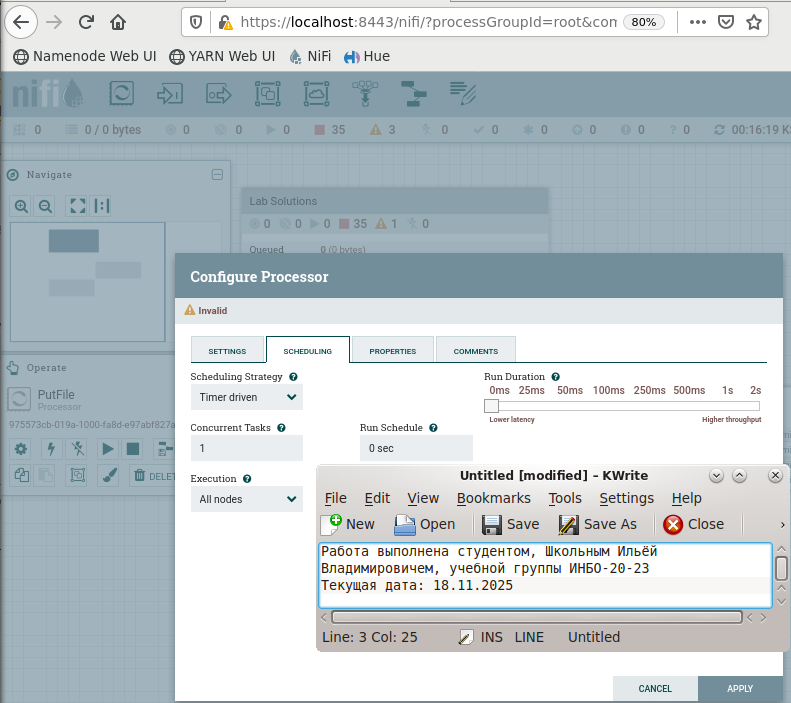 https://localhost:8443/nifi/?processGroupId=root&con
80%
Namenode Web UI YARN Web UI NiFi Hue
nifi
0 0 / 0 bytes 0 0 0 35 3 0 0 0 0 0 0 00:16:19
Navigate
Lab Solutions
0 0 0 35 1 0
Queued 0 (0 bytes)
Configure Processor
Invalid
SETTINGS SCHEDULING PROPERTIES COMMENTS
Operate
PutFile
Processor
975573cb-019a-1000-fa8d-e97abf827a
DELET
Scheduling Strategy Run Duration
0ms 25ms 50ms 100ms 250ms 500ms 1s 2s
Timer driven
Lower latency Higher throughput
Concurrent Tasks Run Schedule
1 0 sec
Execution
All nodes
Untitled [modified] – KWrite
File Edit View Bookmarks Tools Settings Help
New Open Save Save As Close
Работа выполнена студентом, Школьным Ильёй
Владимировичем, учебной группы ИНБО-20-23
Текущая дата: 18.11.2025
Line: 3 Col: 25 INS LINE Untitled
CANCEL APPLY